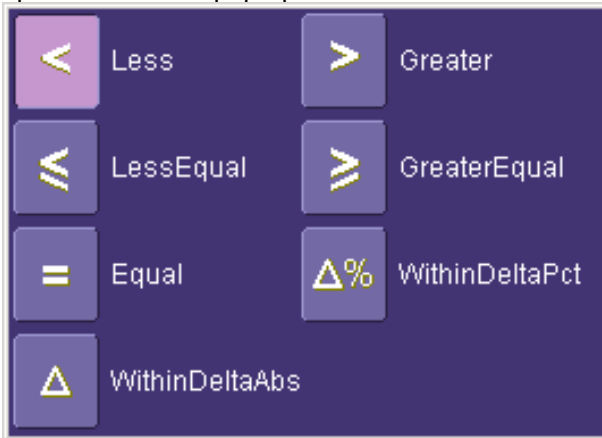 < Less > Greater
⩽ LessEqual ⩾ GreaterEqual
= Equal Δ% WithinDeltaPct
Δ WithinDeltaAbs